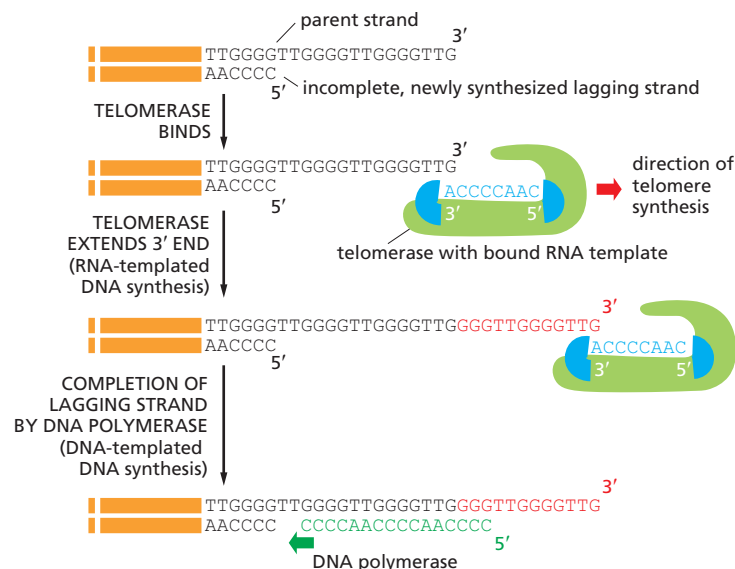 parent strand
3′
TTGGGGTTGGGGTTGGGGTTG
AACCCC
5′
incomplete, newly synthesized lagging strand
TELOMERASE
BINDS
3′
TTGGGGTTGGGGTTGGGGTTG
AACCCC
5′
ACCCCAAC
3′ 5′
direction of
telomere
synthesis
telomerase with bound RNA template
TELOMERASE
EXTENDS 3′ END
(RNA-templated
DNA synthesis)
3′
TTGGGGTTGGGGTTGGGGTTGGGGTTGGGGTTG
AACCCC
5′
ACCCCAAC
3′ 5′
COMPLETION OF
LAGGING STRAND
BY DNA POLYMERASE
(DNA-templated
DNA synthesis)
3′
TTGGGGTTGGGGTTGGGGTTGGGGTTGGGGTTG
AACCCC CCCCAACCCCAACCCC
5′
DNA polymerase